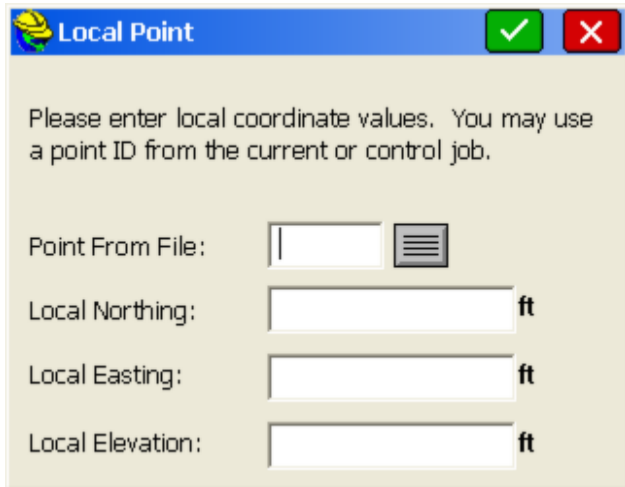 Local Point
Please enter local coordinate values. You may use
a point ID from the current or control job.
Point From File:
Local Northing: ft
Local Easting: ft
Local Elevation: ft